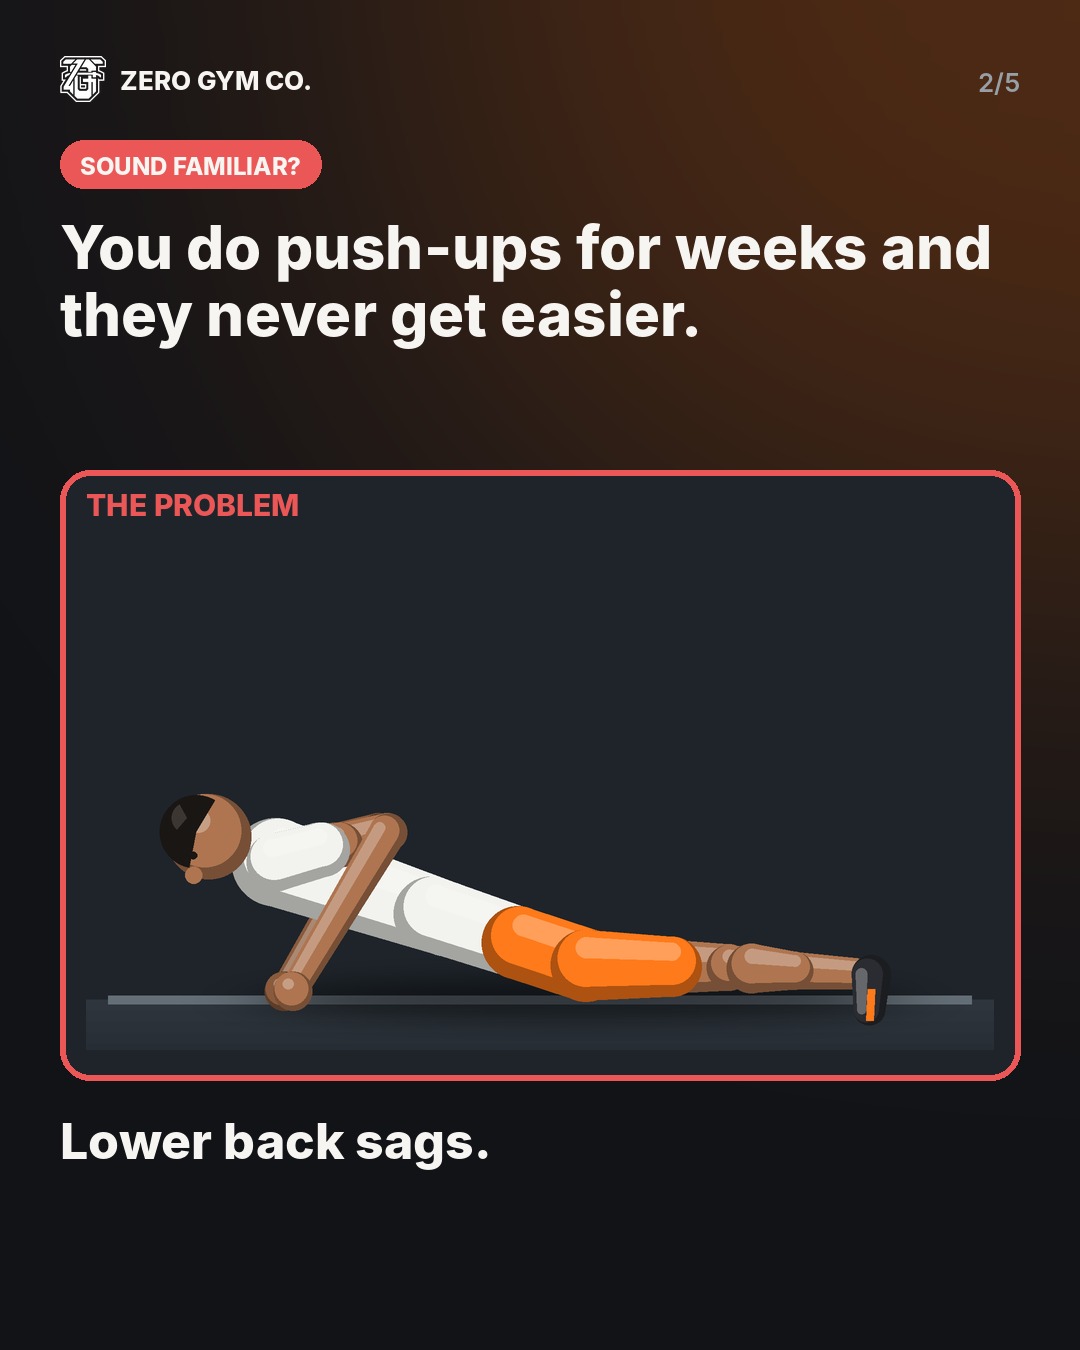 ZERO GYM CO.
2/5
SOUND FAMILIAR?
You do push-ups for weeks and
they never get easier.
THE PROBLEM
Lower back sags.